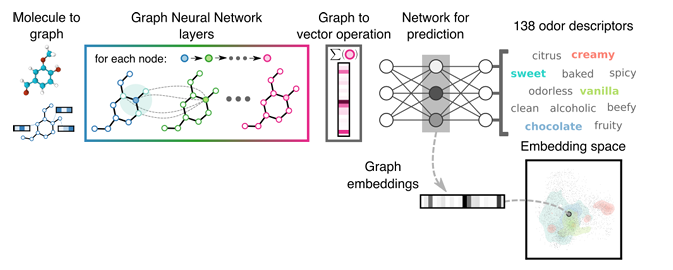 Molecule to
graph
Graph Neural Network
layers
Graph to
vector operation
Network for
prediction
138 odor descriptors
for each node:
∑( )
citrus creamy
sweet baked spicy
odorless vanilla
clean alcoholic beefy
chocolate fruity
Graph
embeddings
Embedding space